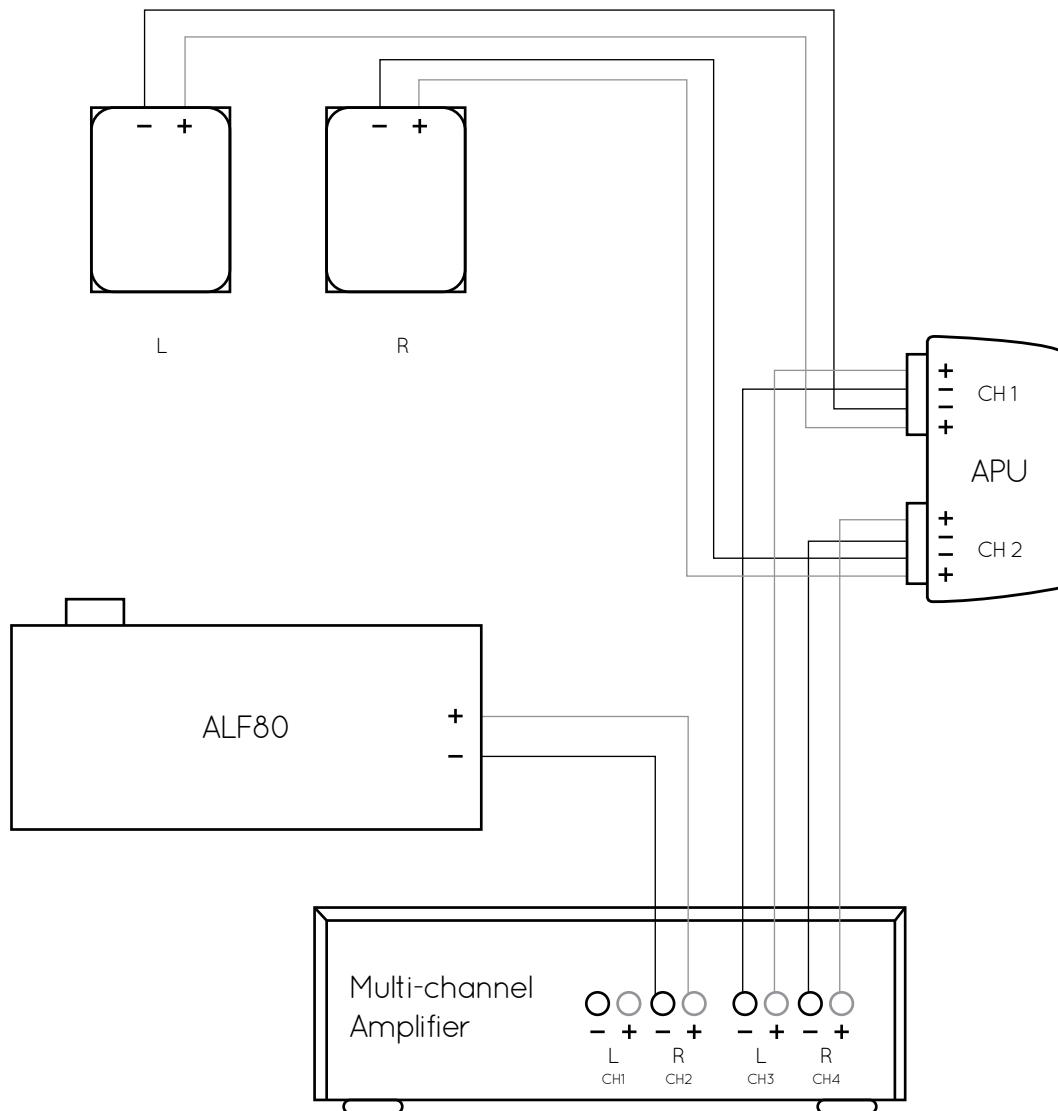 − +
− +
L
R
+
−
−
+
CH 1
APU
+
−
−
+
CH 2
ALF80
+
−
Multi-channel
Amplifier
− + − + − + − +
L R L R
CH1 CH2 CH3 CH4